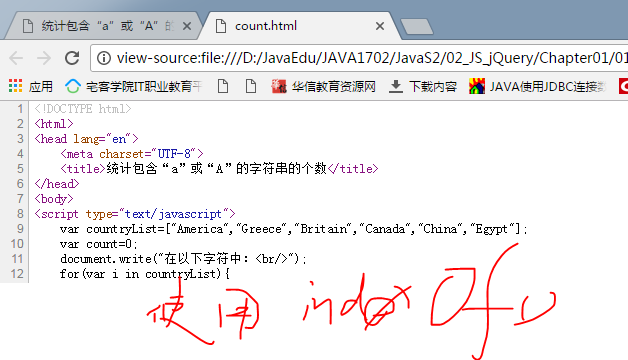 统计包含“a”或“A”的 count.html
view-source:file:///D:/JavaEdu/JAVA1702/JavaS2/02_JS_jQuery/Chapter01/01
应用 宅客学院IT职业教育 华信教育资源网 下载内容 JAVA使用JDBC连接
1 <!DOCTYPE html>
2 <html>
3 <head lang="en">
4 <meta charset="UTF-8">
5 <title>统计包含“a”或“A”的字符串的个数</title>
6 </head>
7 <body>
8 <script type="text/javascript">
9 var countryList=["America","Greece","Britain","Canada","China","Egypt"];
10 var count=0;
11 document.write("在以下字符中：<br/>");
12 for(var i in countryList){
使用 indexOf()